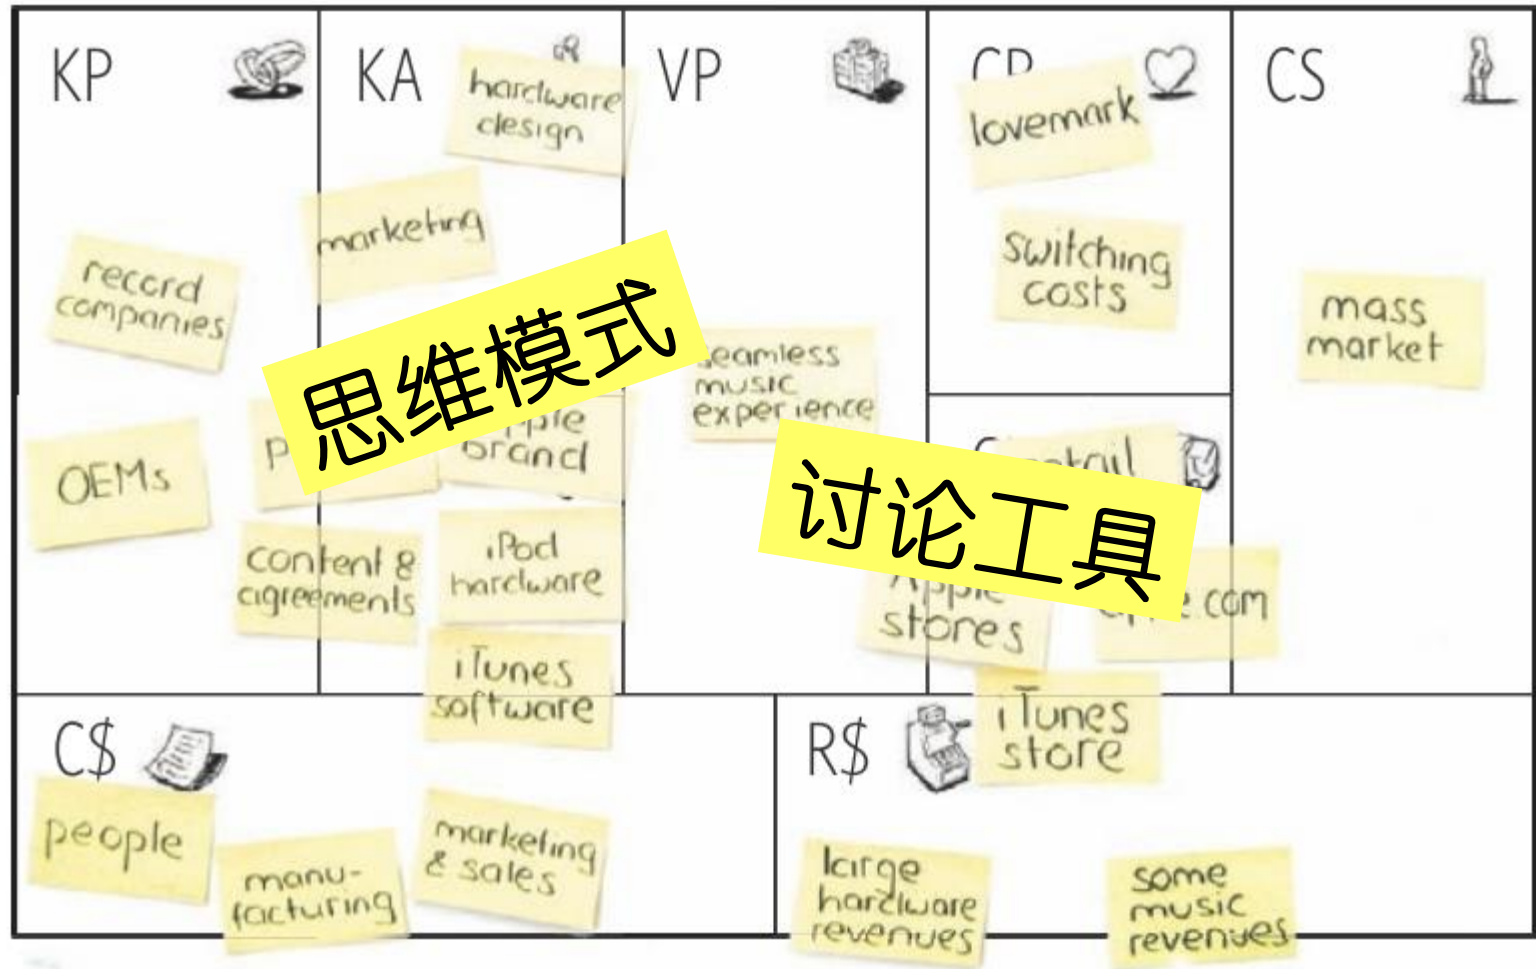 KP
record
companies
OEMs
KA
hardware
design
marketing
思维模式
brand
content &
agreements
iPod
hardware
iTunes
software
VP
seamless
music
experience
讨论工具
lovemark
switching
costs
Apple
stores
.com
iTunes
store
CS
mass
market
C$
people
manu-
facturing
marketing
& sales
R$
large
hardware
revenues
some
music
revenues